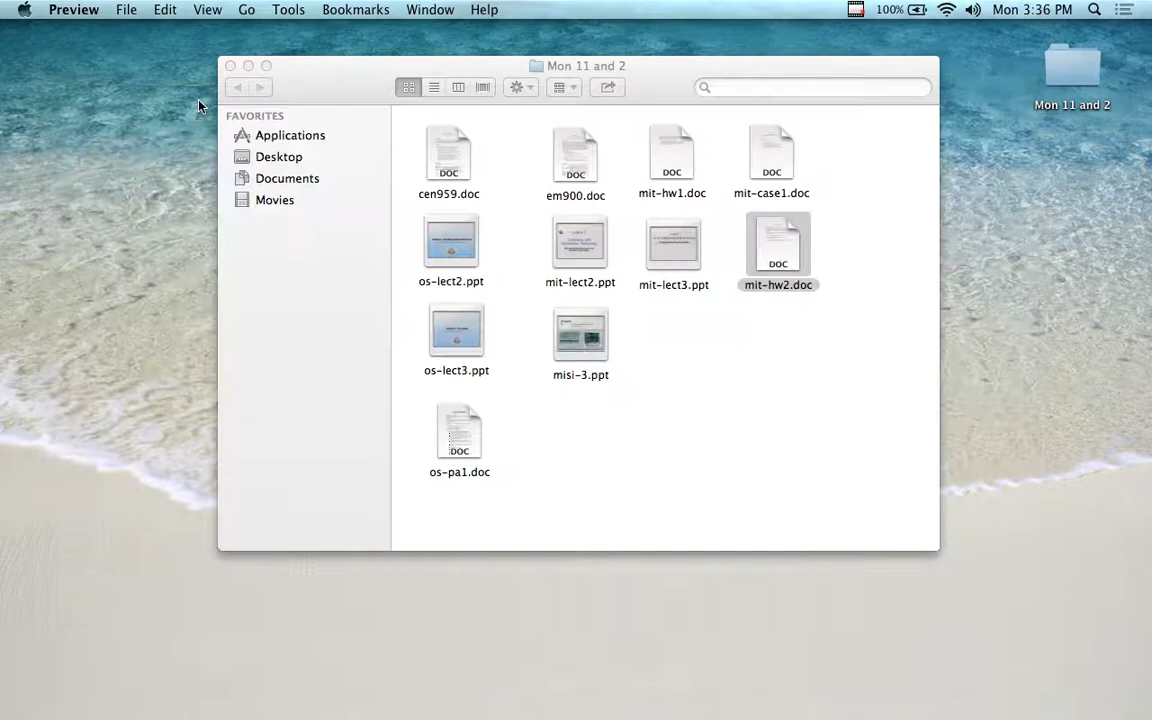 Preview File Edit View Go Tools Bookmarks Window Help 100% Mon 3:36 PM
Mon 11 and 2
Mon 11 and 2
FAVORITES
Applications
Desktop
Documents
Movies
DOC DOC DOC DOC
cen959.doc em900.doc mit-hw1.doc mit-case1.doc
DOC
os-lect2.ppt mit-lect2.ppt mit-lect3.ppt mit-hw2.doc
os-lect3.ppt misi-3.ppt
DOC
os-pa1.doc